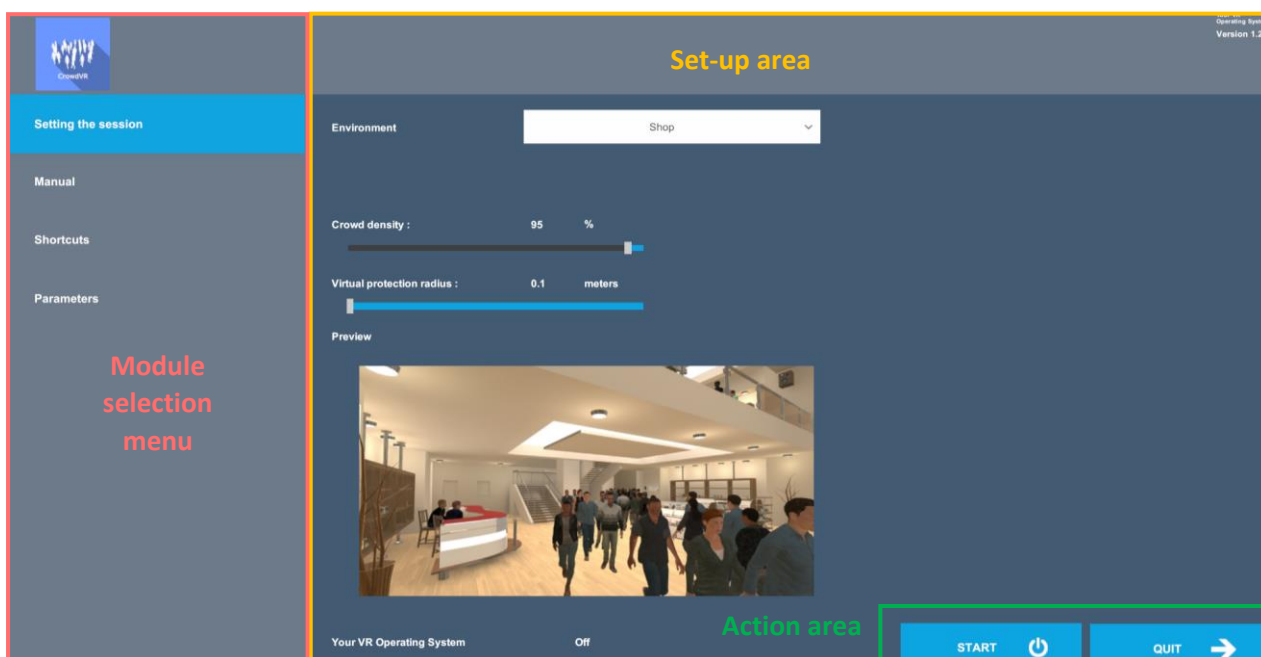 CrowdVR
Set-up area
Version 1.2
Setting the session
Environment
Shop
Manual
Crowd density :
95
%
Shortcuts
Virtual protection radius :
0.1
meters
Parameters
Preview
Module
selection
menu
Action area
Your VR Operating System
Off
START
QUIT